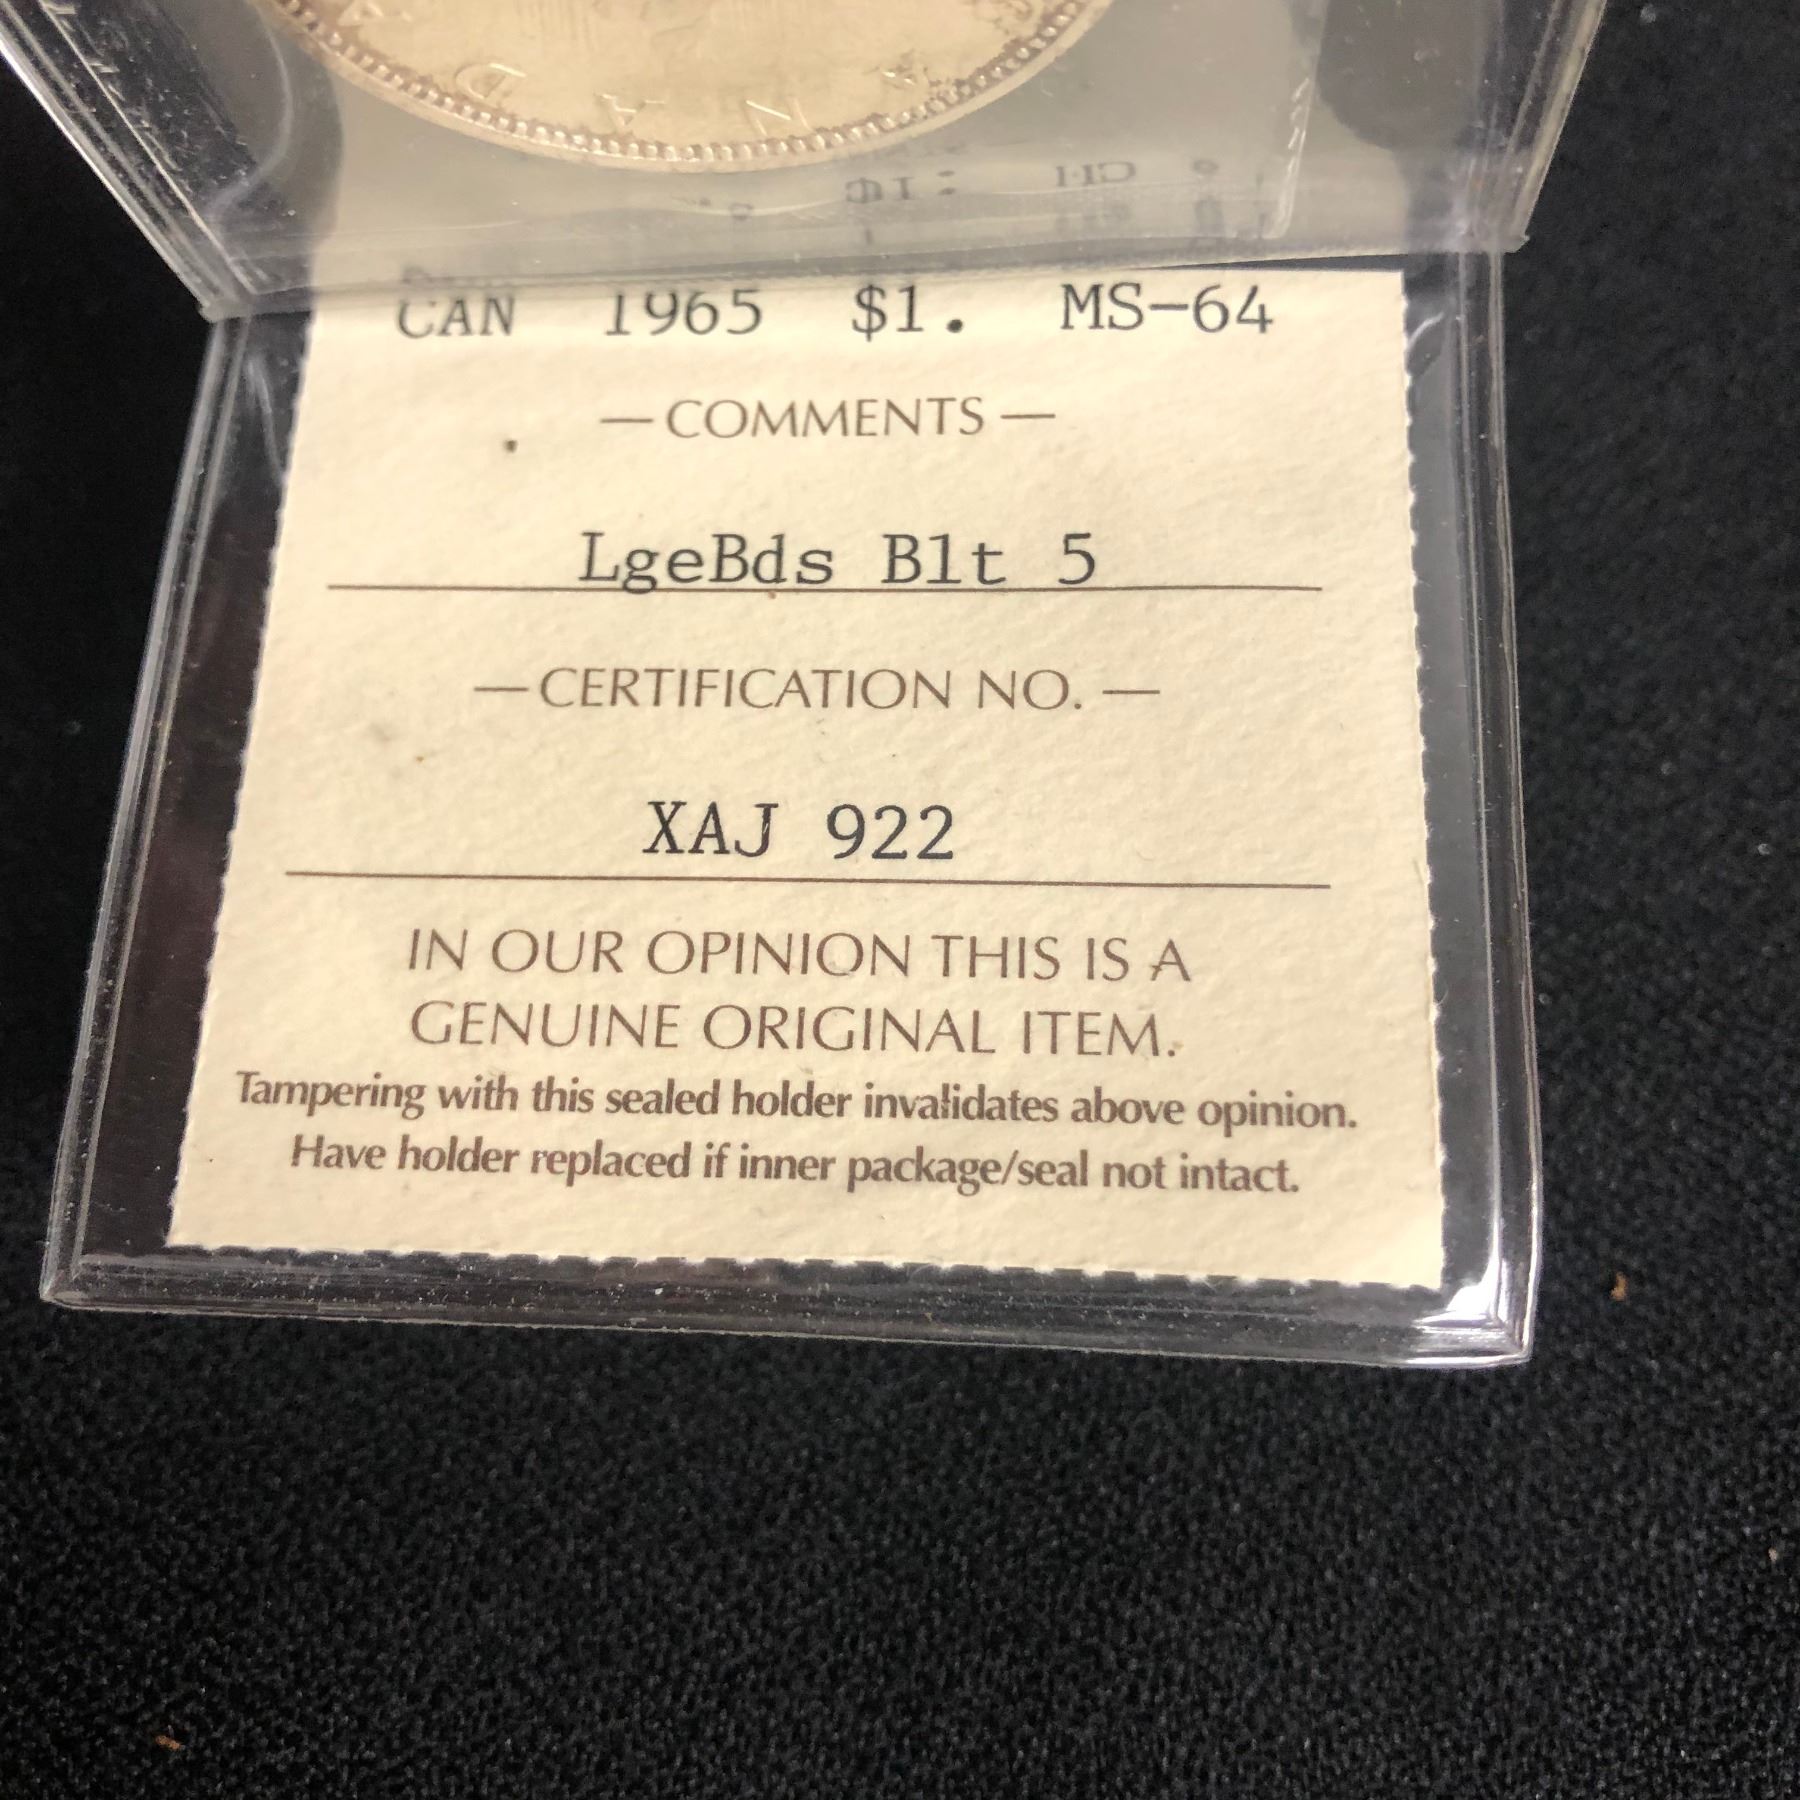 CANAD
CAN 1965 $1. MS-64
— COMMENTS —
LgeBds Blt 5
— CERTIFICATION NO. —
XAJ 922
IN OUR OPINION THIS IS A
GENUINE ORIGINAL ITEM.
Tampering with this sealed holder invalidates above opinion.
Have holder replaced if inner package/seal not intact.